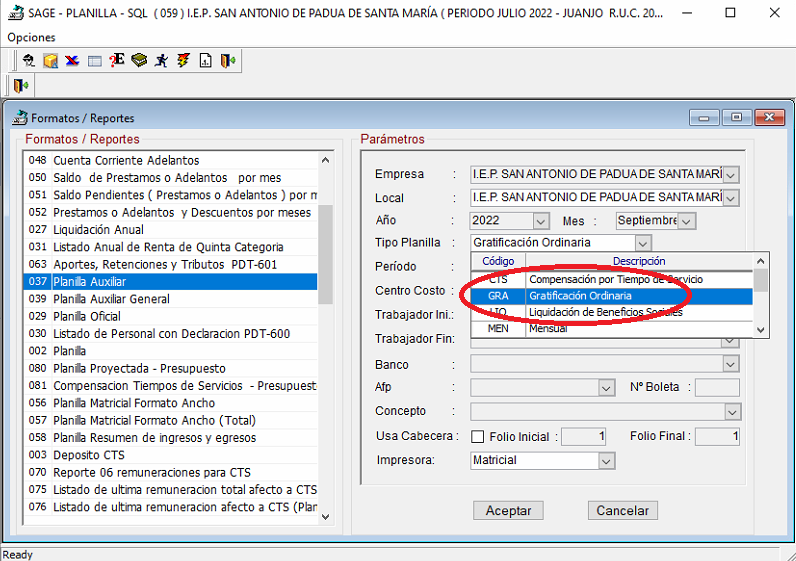 SAGE - PLANILLA - SQL ( 059 ) I.E.P. SAN ANTONIO DE PADUA DE SANTA MARÍA ( PERIODO JULIO 2022 - JUANJO R.U.C. 20...
Opciones
Formatos / Reportes
Formatos / Reportes
048 Cuenta Corriente Adelantos
050 Saldo de Prestamos o Adelantos por mes
051 Saldo Pendientes ( Prestamos o Adelantos ) por m
052 Prestamos o Adelantos y Descuentos por meses
027 Liquidación Anual
031 Listado Anual de Renta de Quinta Categoria
063 Aportes, Retenciones y Tributos PDT-601
037 Planilla Auxiliar
039 Planilla Auxiliar General
029 Planilla Oficial
030 Listado de Personal con Declaracion PDT-600
002 Planilla
080 Planilla Proyectada - Presupuesto
081 Compensacion Tiempos de Servicios - Presupuest
056 Planilla Matricial Formato Ancho
057 Planilla Matricial Formato Ancho (Total)
058 Planilla Resumen de ingresos y egresos
003 Deposito CTS
070 Reporte 06 remuneraciones para CTS
075 Listado de ultima remuneracion total afecto a CTS
076 Listado de ultima remuneracion afecto a CTS (Plan
Parámetros
Empresa : I.E.P. SAN ANTONIO DE PADUA DE SANTA MARÍ
Local : I.E.P. SAN ANTONIO DE PADUA DE SANTA MARÍ
Año : 2022 Mes : Septiembre
Tipo Planilla : Gratificación Ordinaria
Período :
Código Descripción
CTS Compensación por Tiempo de Servicio
GRA Gratificación Ordinaria
LIQ Liquidación de Beneficios Sociales
MEN Mensual
Centro Costo :
Trabajador Ini.:
Trabajador Fin:
Banco :
Afp : Nº Boleta :
Concepto :
Usa Cabecera : Folio Inicial : 1 Folio Final : 1
Impresora: Matricial
Aceptar Cancelar
Ready